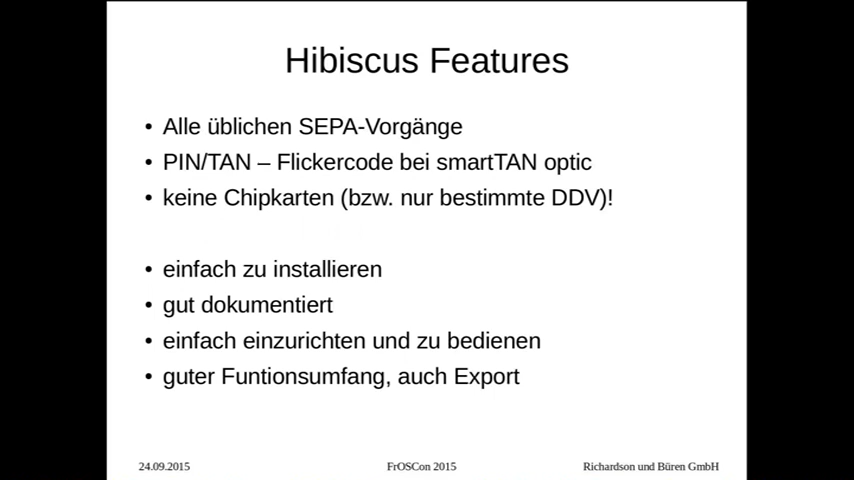 Hibiscus Features
• Alle üblichen SEPA-Vorgänge
• PIN/TAN – Flickercode bei smartTAN optic
• keine Chipkarten (bzw. nur bestimmte DDV)!
• einfach zu installieren
• gut dokumentiert
• einfach einzurichten und zu bedienen
• guter Funtionsumfang, auch Export
24.09.2015 FrOSCon 2015 Richardson und Büren GmbH